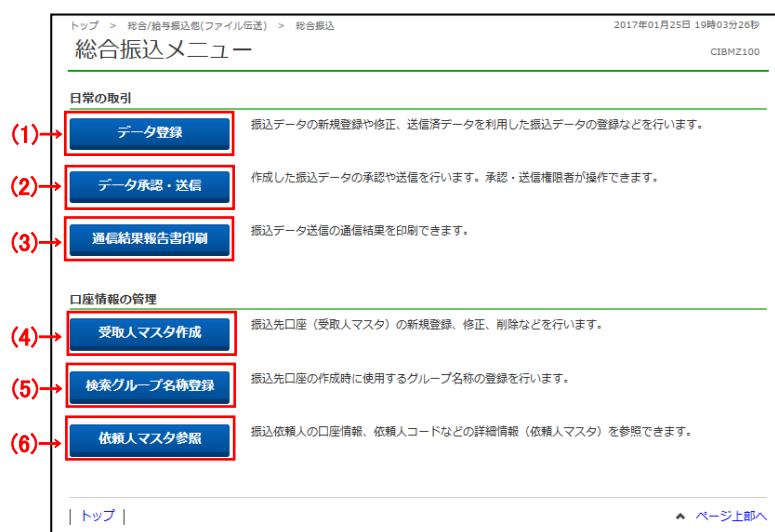 トップ > 総合/給与振込他(ファイル伝送) > 総合振込
2017年01月25日 19時03分26秒
総合振込メニュー
CIBMZ100
日常の取引
(1)→ データ登録 振込データの新規登録や修正、送信済データを利用した振込データの登録などを行います。
(2)→ データ承認・送信 作成した振込データの承認や送信を行います。承認・送信権限者が操作できます。
(3)→ 通信結果報告書印刷 振込データ送信の通信結果を印刷できます。
口座情報の管理
(4)→ 受取人マスタ作成 振込先口座（受取人マスタ）の新規登録、修正、削除などを行います。
(5)→ 検索グループ名称登録 振込先口座の作成時に使用するグループ名称の登録を行います。
(6)→ 依頼人マスタ参照 振込依頼人の口座情報、依頼人コードなどの詳細情報（依頼人マスタ）を参照できます。
| トップ | ページ上部へ